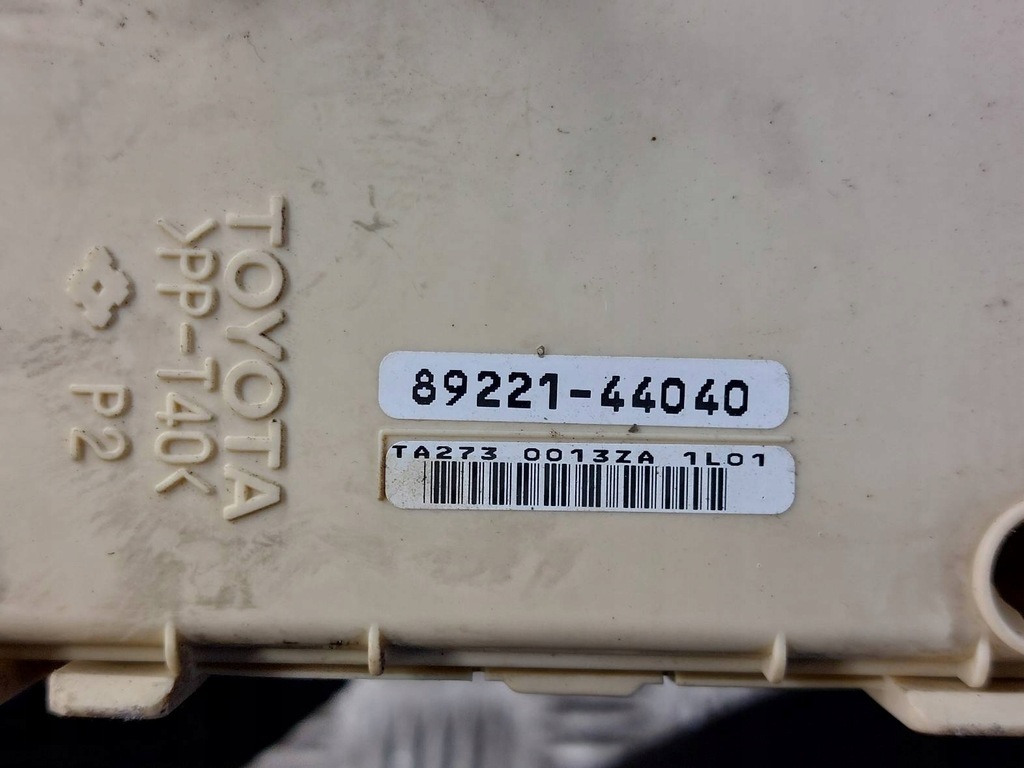 TOYOTA
>PP-T40<
P2
89221-44040
TA273 0013ZA 1L01